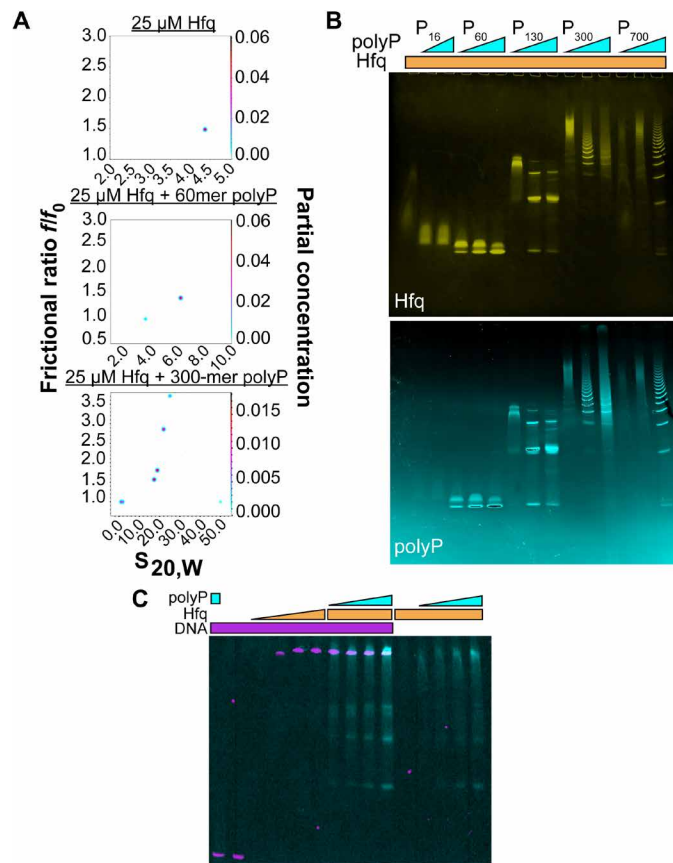 A
25 µM Hfq
3.0
2.5
2.0
1.5
1.0
0.06
0.04
0.02
0.00
2.0 2.5 3.0 3.5 4.0 4.5 5.0
25 µM Hfq + 60mer polyP
3.0
2.5
2.0
1.5
1.0
0.5
0.06
0.04
0.02
0.00
2.0 4.0 6.0 8.0 10.0
25 µM Hfq + 300-mer polyP
3.5
3.0
2.5
2.0
1.5
1.0
0.015
0.010
0.005
0.000
0.0 10.0 20.0 30.0 40.0 50.0
Frictional ratio f/f0
Partial concentration
S20,W
B
P16 P60 P130 P300 P700
polyP
Hfq
Hfq
polyP
C
polyP
Hfq
DNA